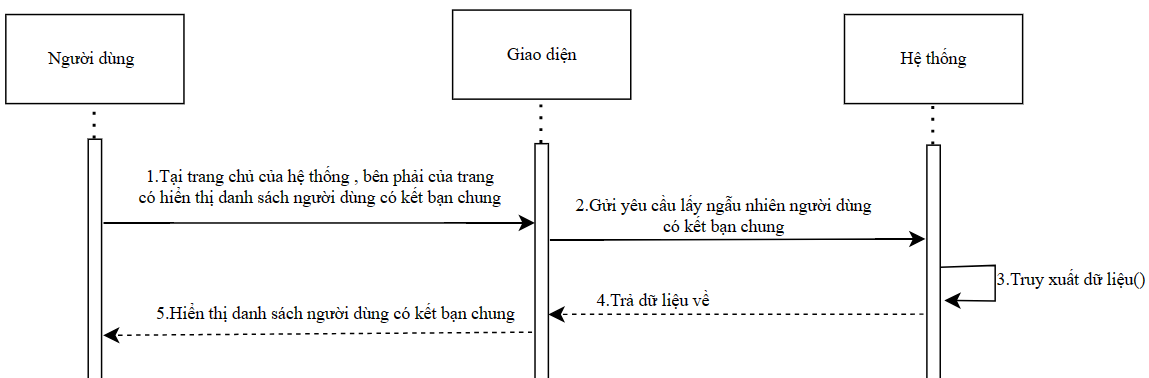 Người dùng
Giao diện
Hệ thống
1.Tại trang chủ của hệ thống , bên phải của trang
có hiển thị danh sách người dùng có kết bạn chung
2.Gửi yêu cầu lấy ngẫu nhiên người dùng
có kết bạn chung
3.Truy xuất dữ liệu()
4.Trả dữ liệu về
5.Hiển thị danh sách người dùng có kết bạn chung